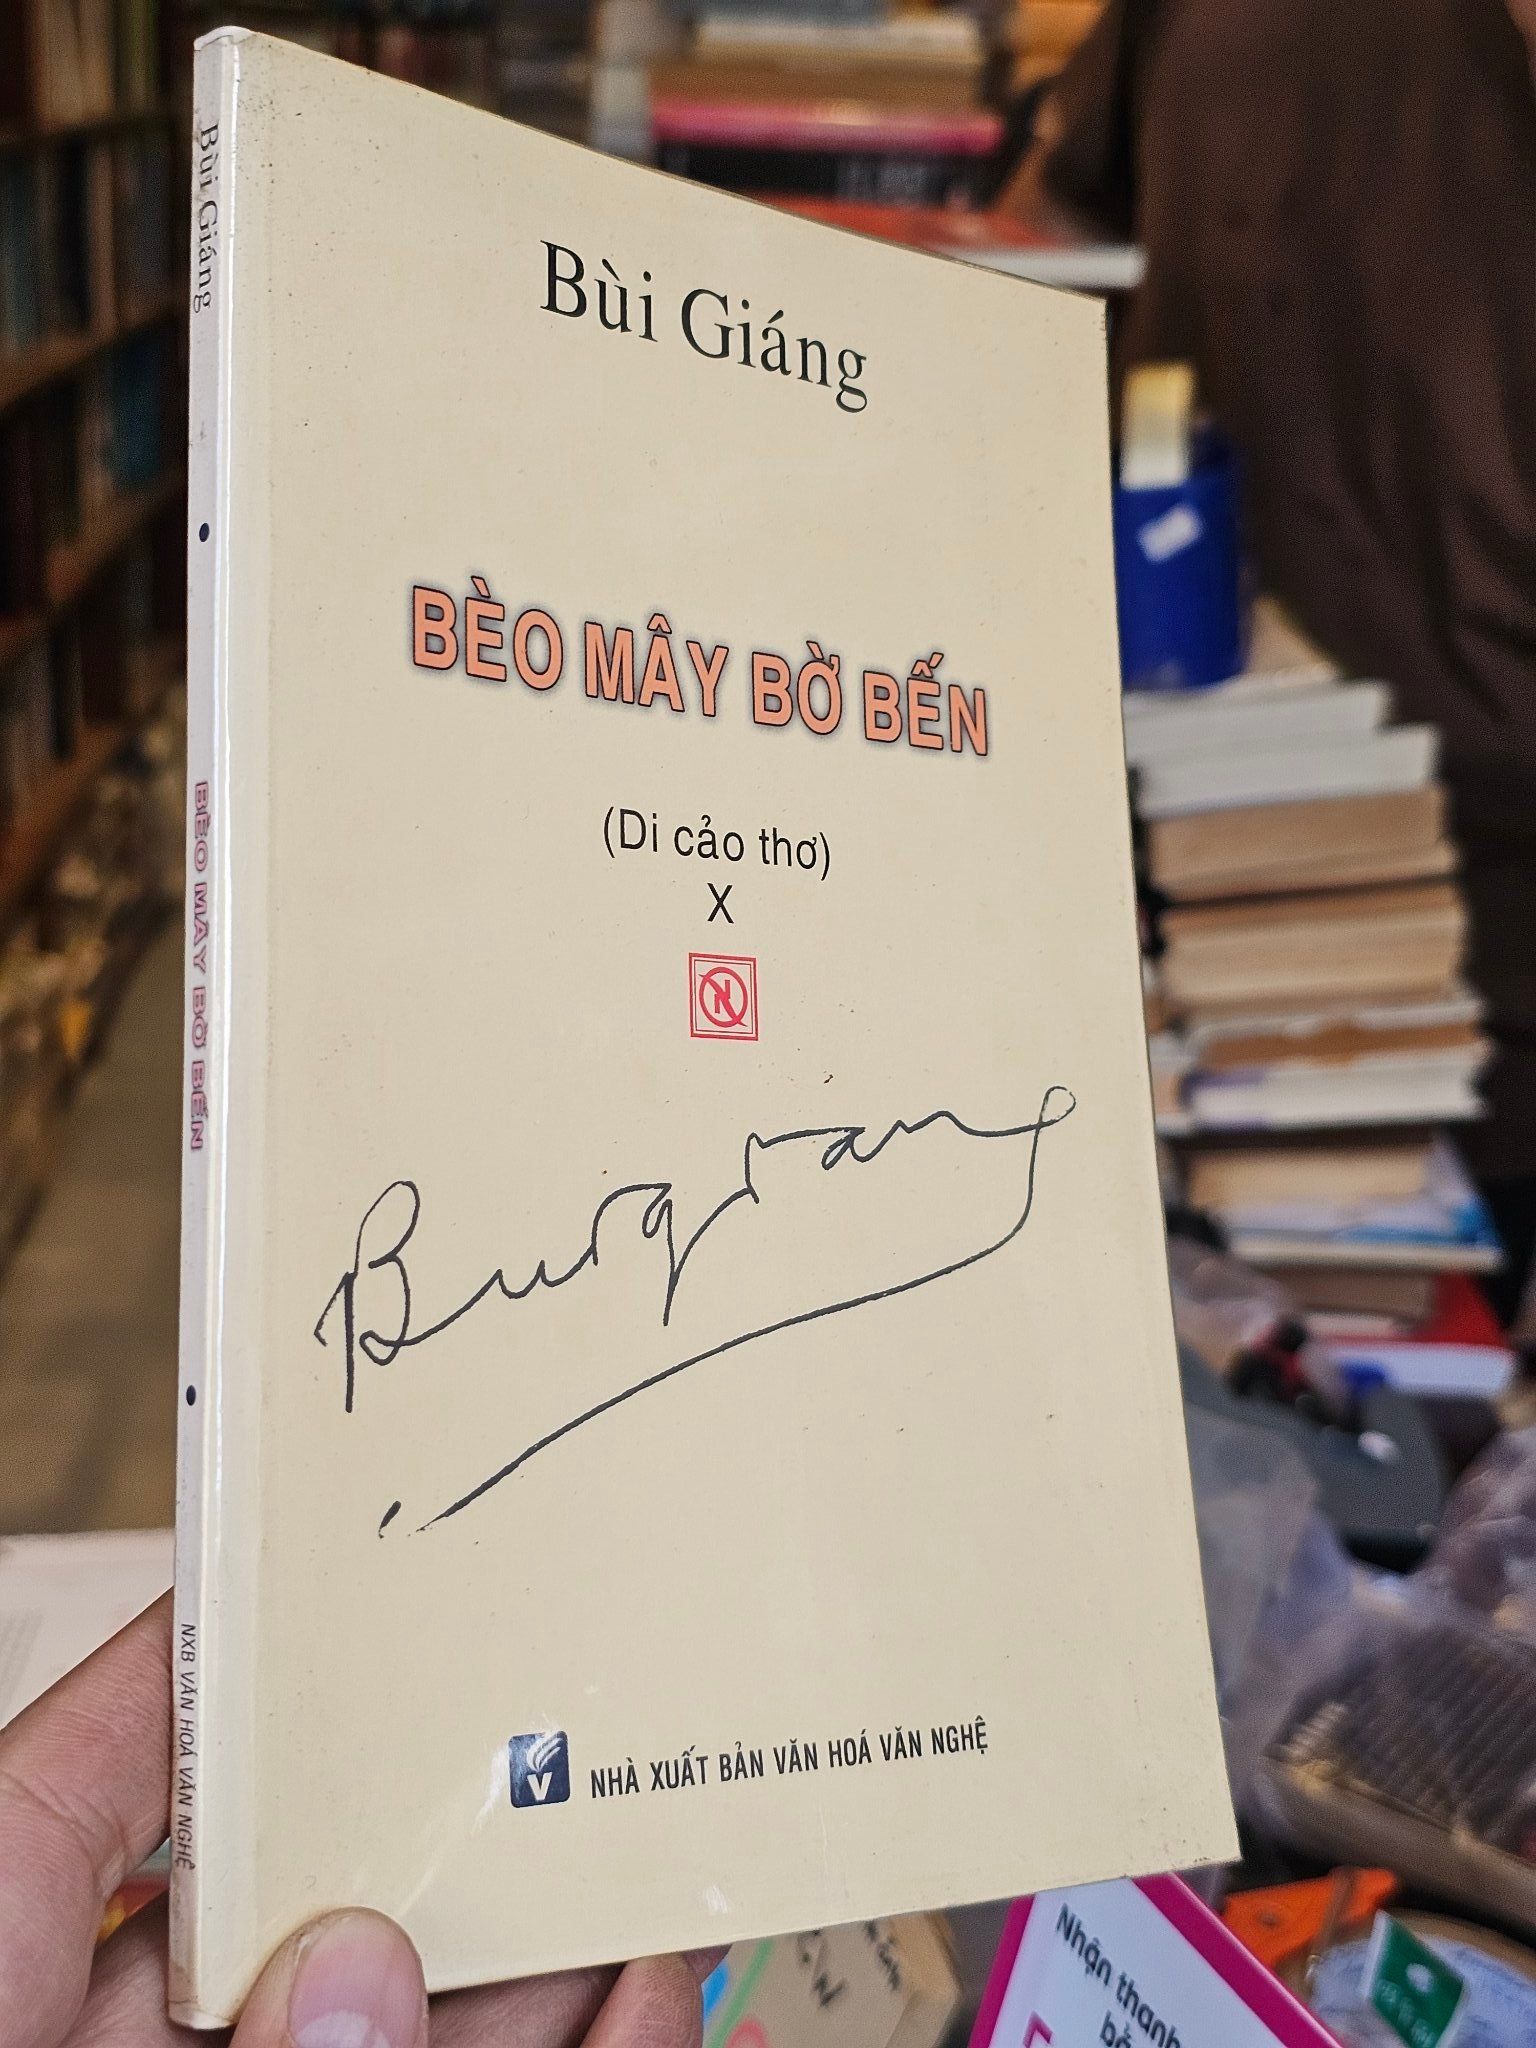 Bùi Giáng
BÈO MÂY BỜ BẾN
(Di cảo thơ)
X
N
Buigiang
V
NHÀ XUẤT BẢN VĂN HOÁ VĂN NGHỆ
Bùi Giáng
•
BÈO MÂY BỜ BẾN
•
NXB VĂN HOÁ VĂN NGHỆ
Nhận thanh